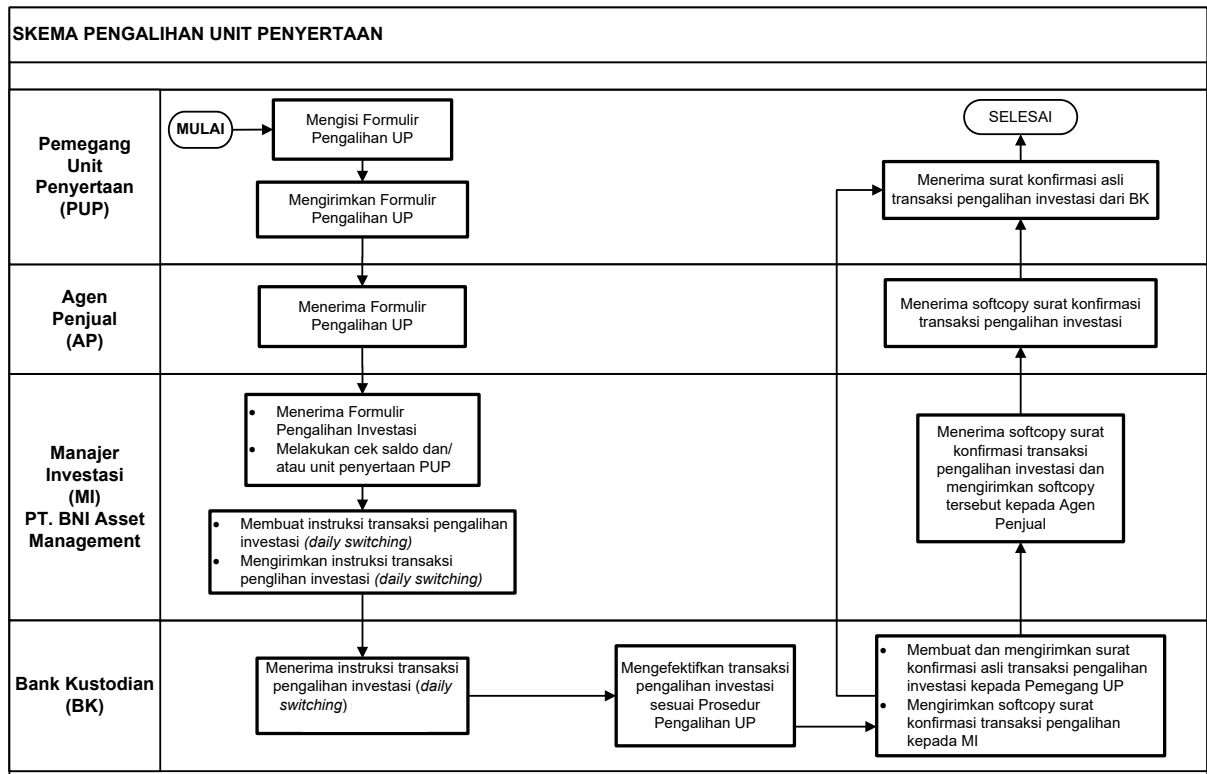 SKEMA PENGALIHAN UNIT PENYERTAAN
Pemegang
Unit
Penyertaan
(PUP)
MULAI
Mengisi Formulir
Pengalihan UP
Mengirimkan Formulir
Pengalihan UP
SELESAI
Menerima surat konfirmasi asli
transaksi pengalihan investasi dari BK
Agen
Penjual
(AP)
Menerima Formulir
Pengalihan UP
Menerima softcopy surat konfirmasi
transaksi pengalihan investasi
Manajer
Investasi
(MI)
PT. BNI Asset
Management
• Menerima Formulir
Pengalihan Investasi
• Melakukan cek saldo dan/
atau unit penyertaan PUP
• Membuat instruksi transaksi pengalihan
investasi (daily switching)
• Mengirimkan instruksi transaksi
penglihan investasi (daily switching)
Menerima softcopy surat
konfirmasi transaksi
pengalihan investasi dan
mengirimkan softcopy
tersebut kepada Agen
Penjual
Bank Kustodian
(BK)
Menerima instruksi transaksi
pengalihan investasi (daily
switching)
Mengefektifkan transaksi
pengalihan investasi
sesuai Prosedur
Pengalihan UP
• Membuat dan mengirimkan surat
konfirmasi asli transaksi pengalihan
investasi kepada Pemegang UP
• Mengirimkan softcopy surat
konfirmasi transaksi pengalihan
kepada MI